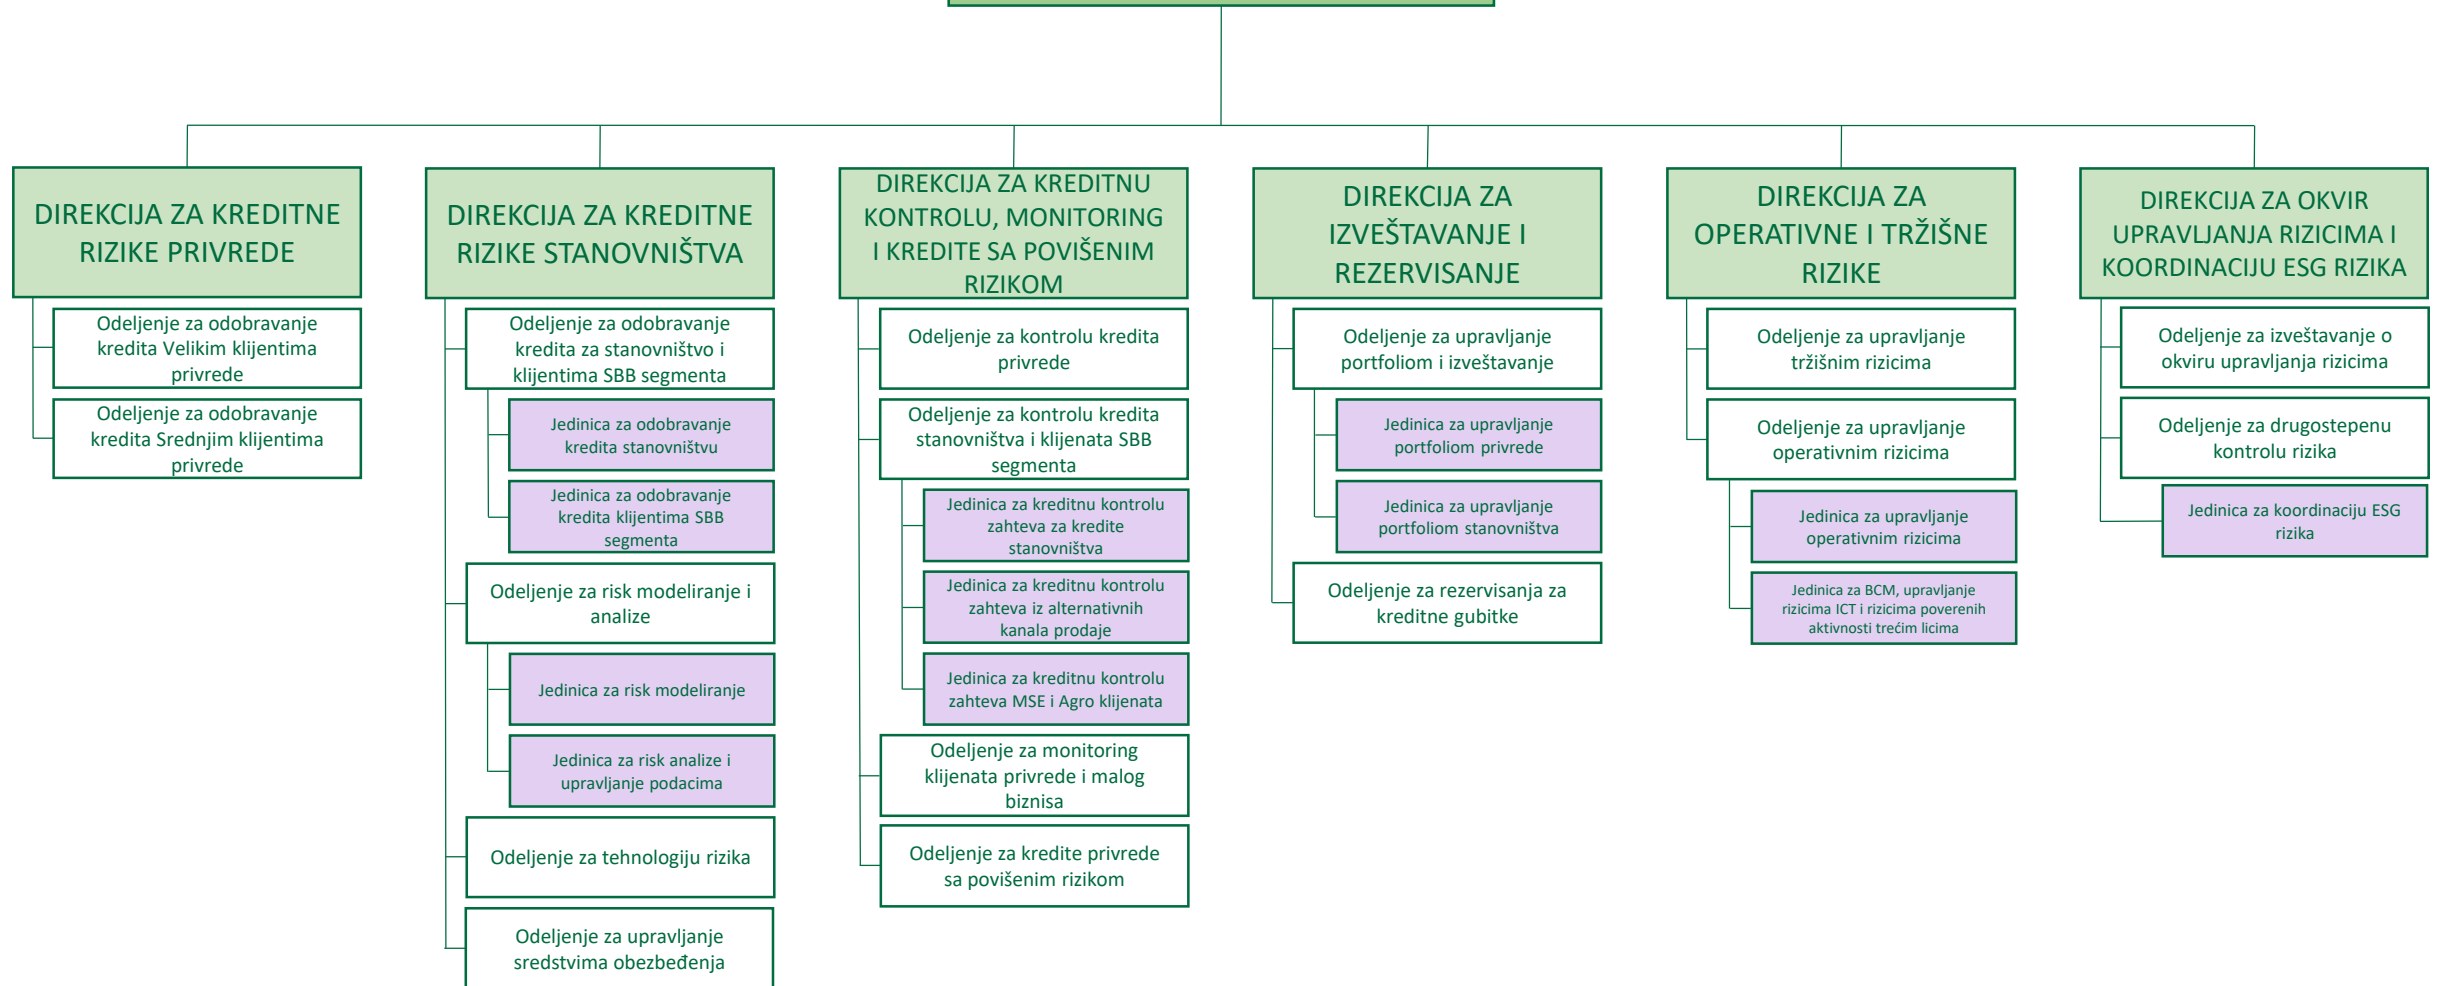 DIREKCIJA ZA KREDITNE
RIZIKE PRIVREDE
Odeljenje za odobravanje
kredita Velikim klijentima
privrede
Odeljenje za odobravanje
kredita Srednjim klijentima
privrede
DIREKCIJA ZA KREDITNE
RIZIKE STANOVNIŠTVA
Odeljenje za odobravanje
kredita za stanovništvo i
klijentima SBB segmenta
Jedinica za odobravanje
kredita stanovništvu
Jedinica za odobravanje
kredita klijentima SBB
segmenta
Odeljenje za risk modeliranje i
analize
Jedinica za risk modeliranje
Jedinica za risk analize i
upravljanje podacima
Odeljenje za tehnologiju rizika
Odeljenje za upravljanje
sredstvima obezbeđenja
DIREKCIJA ZA KREDITNU
KONTROLU, MONITORING
I KREDITE SA POVIŠENIM
RIZIKOM
Odeljenje za kontrolu kredita
privrede
Odeljenje za kontrolu kredita
stanovništva i klijenata SBB
segmenta
Jedinica za kreditnu kontrolu
zahteva za kredite
stanovništva
Jedinica za kreditnu kontrolu
zahteva iz alternativnih
kanala prodaje
Jedinica za kreditnu kontrolu
zahteva MSE i Agro klijenata
Odeljenje za monitoring
klijenata privrede i malog
biznisa
Odeljenje za kredite privrede
sa povišenim rizikom
DIREKCIJA ZA
IZVEŠTAVANJE I
REZERVISANJE
Odeljenje za upravljanje
portfoliom i izveštavanje
Jedinica za upravljanje
portfoliom privrede
Jedinica za upravljanje
portfoliom stanovništva
Odeljenje za rezervisanja za
kreditne gubitke
DIREKCIJA ZA
OPERATIVNE I TRŽIŠNE
RIZIKE
Odeljenje za upravljanje
tržišnim rizicima
Odeljenje za upravljanje
operativnim rizicima
Jedinica za upravljanje
operativnim rizicima
Jedinica za BCM, upravljanje
rizicima ICT i rizicima poverenih
aktivnosti trećim licima
DIREKCIJA ZA OKVIR
UPRAVLJANJA RIZICIMA I
KOORDINACIJU ESG RIZIKA
Odeljenje za izveštavanje o
okviru upravljanja rizicima
Odeljenje za drugostepenu
kontrolu rizika
Jedinica za koordinaciju ESG
rizika